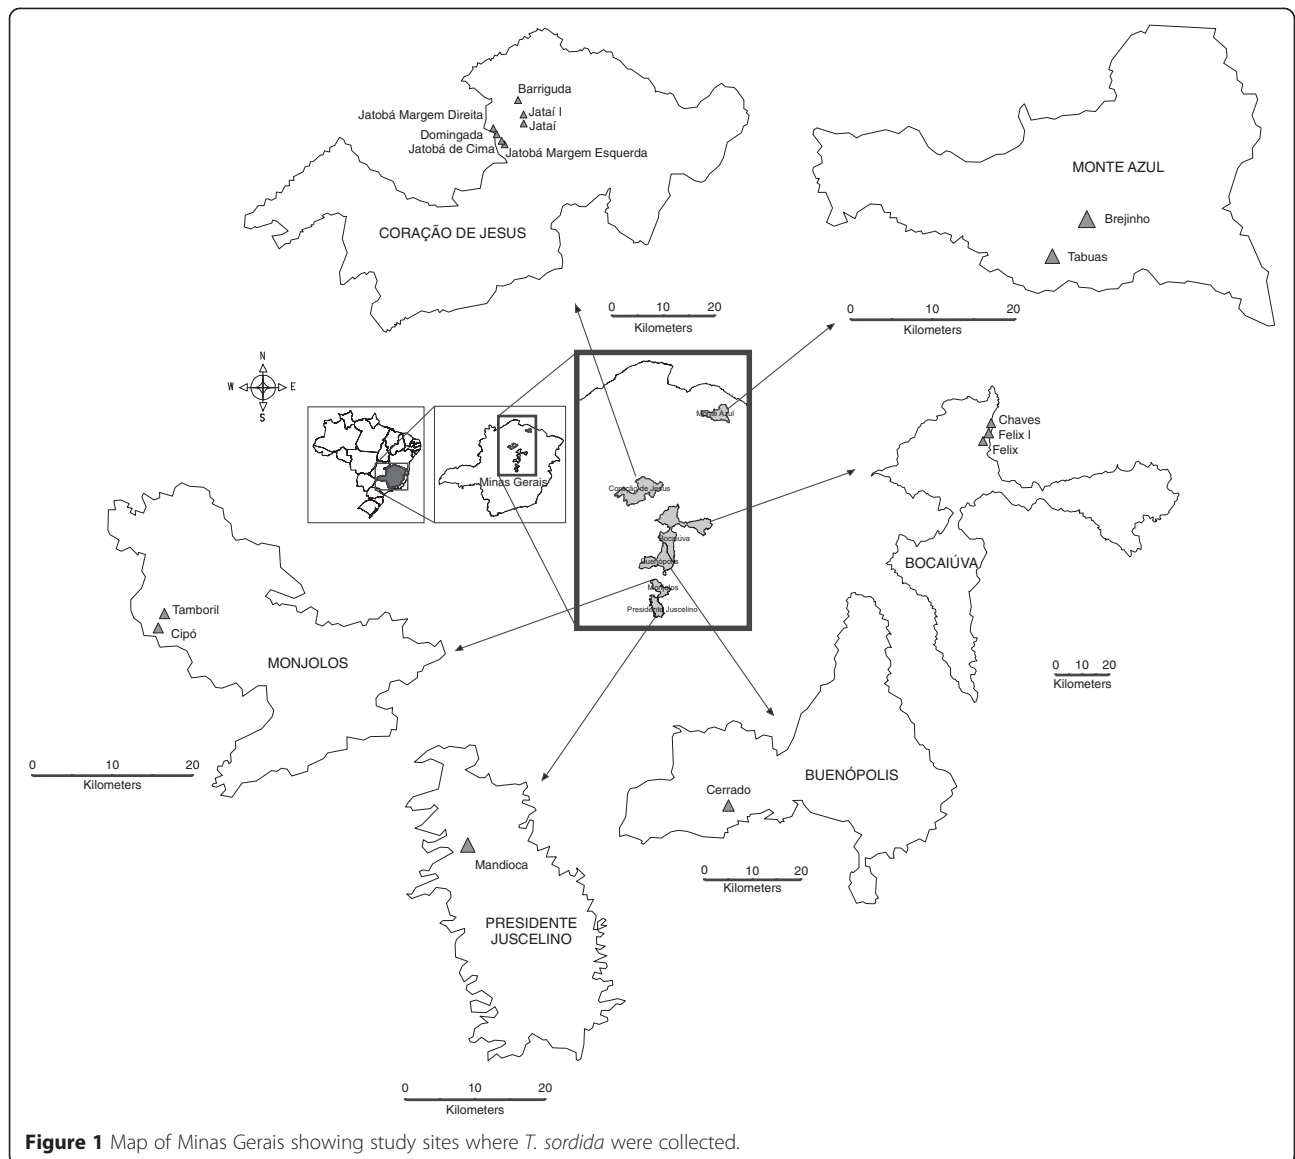 Barriguda
Jataí I
Jataí
Jatobá Margem Direita
Domingada
Jatobá de Cima
Jatobá Margem Esquerda
CORAÇÃO DE JESUS
0 10 20
Kilometers
MONTE AZUL
Brejinho
Tabuas
0 10 20
Kilometers
N
W E
S
Minas Gerais
Monte Azul
Coração de Jesus
Bocaiúva
Buenópolis
Monjolos
Presidente Juscelino
Chaves
Felix I
Felix
BOCAIÚVA
0 10 20
Kilometers
Tamboril
Cipó
MONJOLOS
0 10 20
Kilometers
BUENÓPOLIS
Cerrado
0 10 20
Kilometers
Mandioca
PRESIDENTE
JUSCELINO
0 10 20
Kilometers
Figure 1 Map of Minas Gerais showing study sites where T. sordida were collected.